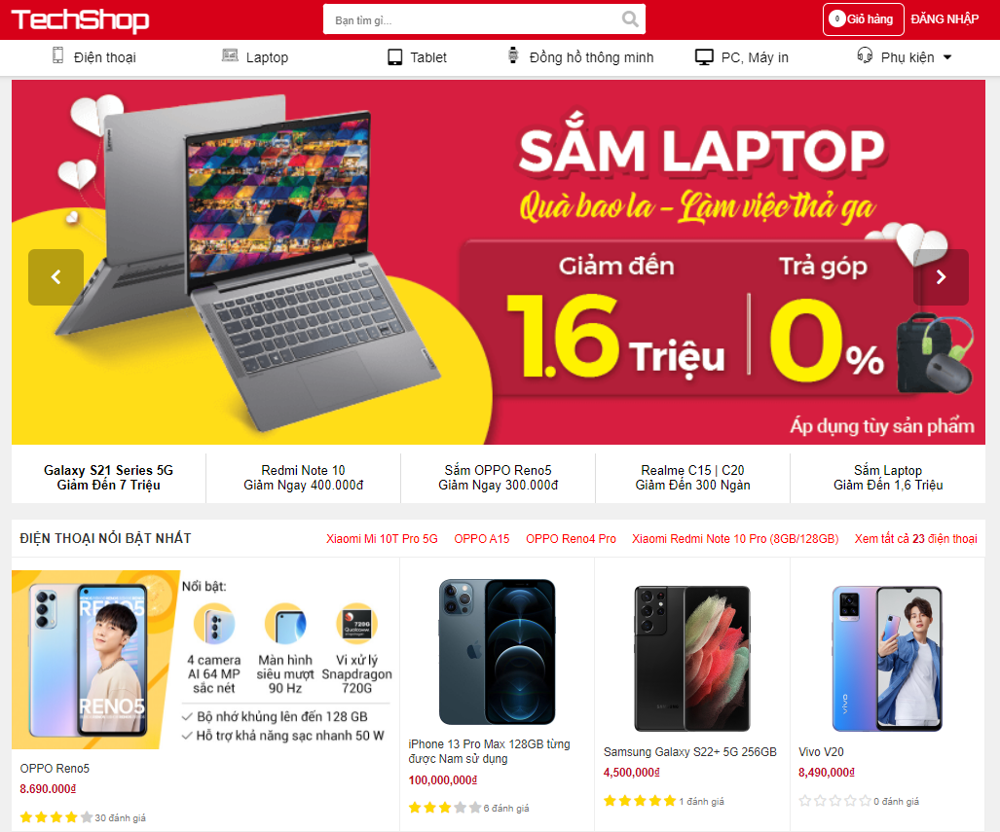 TechShop
Bạn tìm gì...
0 Giỏ hàng
ĐĂNG NHẬP
Điện thoại
Laptop
Tablet
Đồng hồ thông minh
PC, Máy in
Phụ kiện
SẮM LAPTOP
Quà bao la - Làm việc thả ga
Giảm đến
1.6 Triệu
Trả góp
0%
Áp dụng tùy sản phẩm
Galaxy S21 Series 5G
Giảm Đến 7 Triệu
Redmi Note 10
Giảm Ngay 400.000đ
Sắm OPPO Reno5
Giảm Ngay 300.000đ
Realme C15 | C20
Giảm Đến 300 Ngàn
Sắm Laptop
Giảm Đến 1,6 Triệu
ĐIỆN THOẠI NỔI BẬT NHẤT
Xiaomi Mi 10T Pro 5G
OPPO A15
OPPO Reno4 Pro
Xiaomi Redmi Note 10 Pro (8GB/128GB)
Xem tất cả 23 điện thoại
RENO5
RENO5
Nổi bật:
4 camera
AI 64 MP
sắc nét
Màn hình
siêu mượt
90 Hz
720G
Qualcomm
snapdragon
Vi xử lý
Snapdragon
720G
Bộ nhớ khủng lên đến 128 GB
Hỗ trợ khả năng sạc nhanh 50 W
OPPO Reno5
8.690.000₫
30 đánh giá
iPhone 13 Pro Max 128GB từng
được Nam sử dụng
100,000,000₫
6 đánh giá
Samsung Galaxy S22+ 5G 256GB
4,500,000₫
1 đánh giá
vivo
Vivo V20
8,490,000₫
0 đánh giá